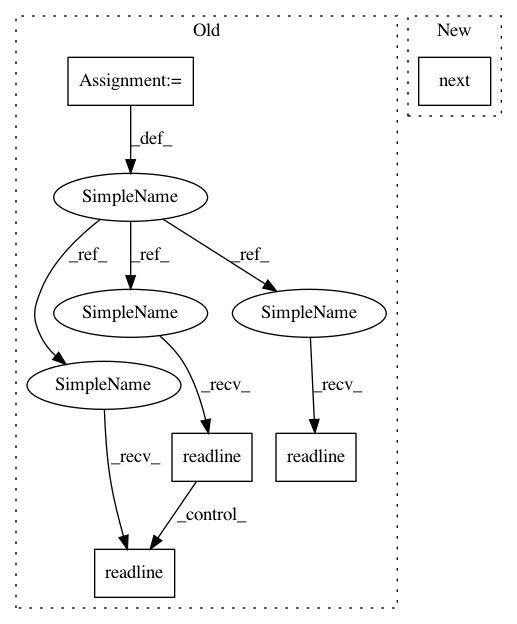 Old
New
Assignment:=
next
_def_
SimpleName
_ref_
_ref_
_ref_
SimpleName
SimpleName
SimpleName
_recv_
_recv_
_recv_
readline
readline
_control_
readline